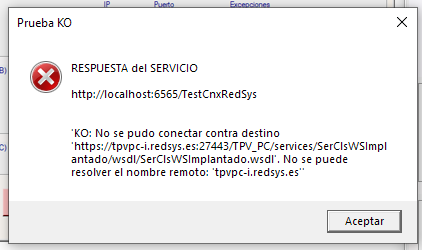 IP Puerto Excepciones
Prueba KO
B)
RESPUESTA del SERVICIO
http://localhost:6565/TestCnxRedSys
'KO: No se pudo conectar contra destino
'https://tpvpc-i.redsys.es:27443/TPV_PC/services/SerClsWSImpl
antado/wsdl/SerClsWSImplantado.wsdl'. No se puede
resolver el nombre remoto: 'tpvpc-i.redsys.es''
C)
Aceptar